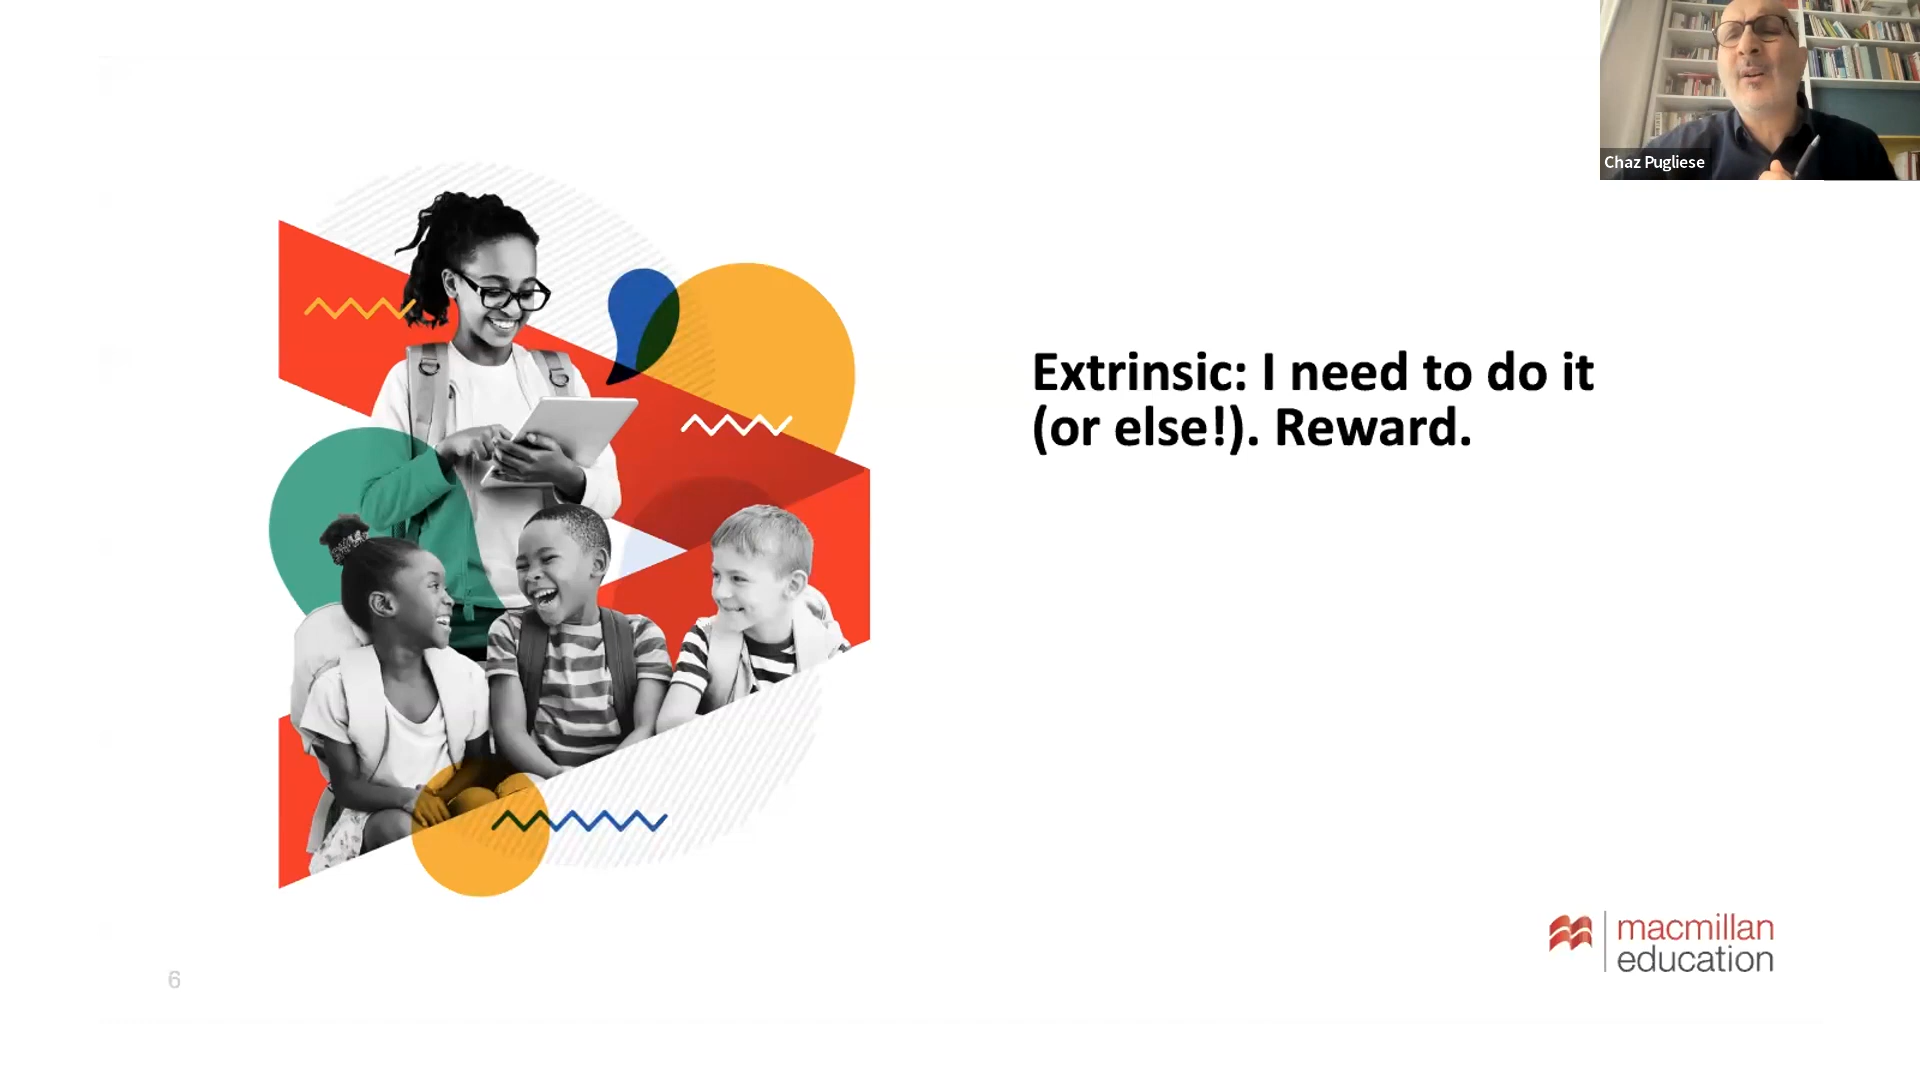 Chaz Pugliese
Extrinsic: I need to do it
(or else!). Reward.
macmillan
education
6